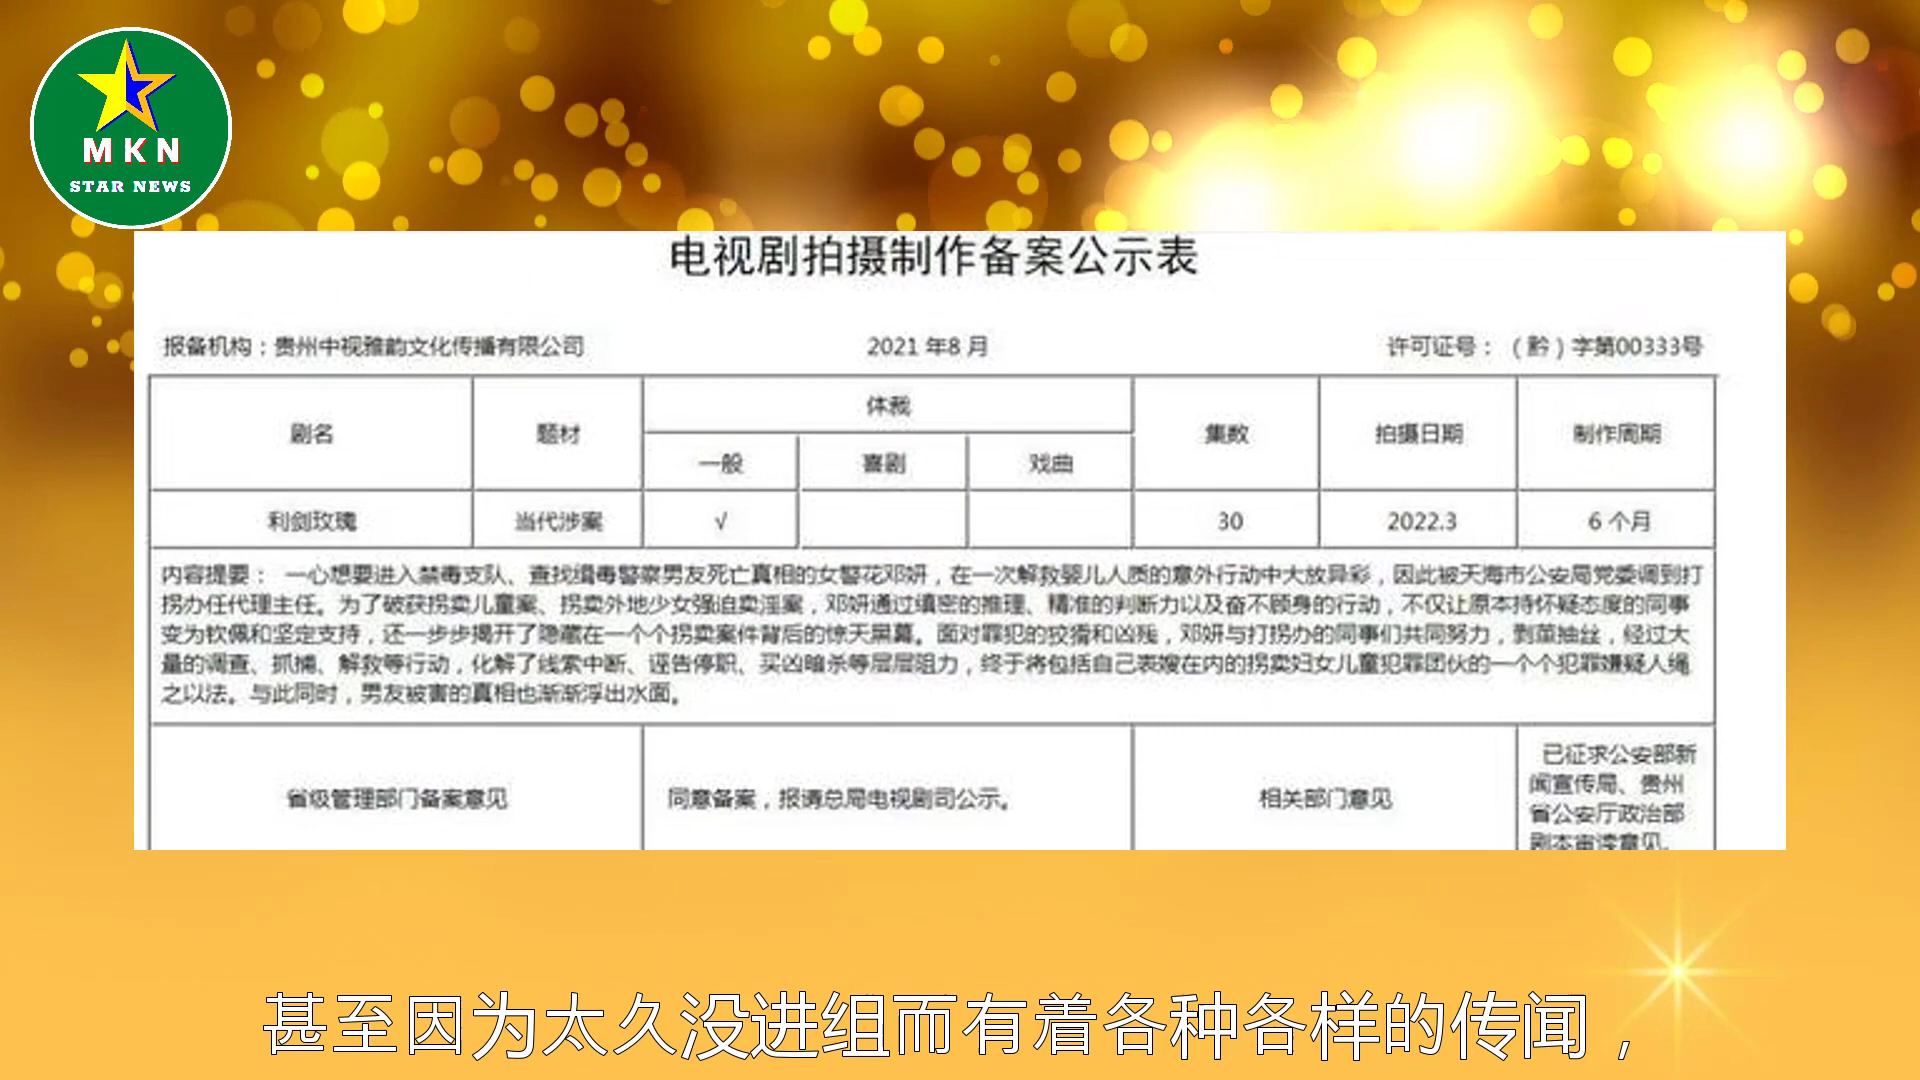 MKN
STAR NEWS
电视剧拍摄制作备案公示表
报备机构：贵州中视雅韵文化传播有限公司 2021 年8 月 许可证号：（黔）字第00333号
剧名 题材 体裁 集数 拍摄日期 制作周期
一般 喜剧 戏曲
利剑玫瑰 当代涉案 √ 30 2022.3 6 个月
内容提要： 一心想要进入禁毒支队、查找缉毒警察男友死亡真相的女警花邓妍，在一次解救婴儿人质的意外行动中大放异彩，因此被天海市公安局党委调到打
拐办任代理主任。为了破获拐卖儿童案、拐卖外地少女强迫卖淫案，邓妍通过缜密的推理、精准的判断力以及奋不顾身的行动，不仅让原本持怀疑态度的同事
变为钦佩和坚定支持，还一步步揭开了隐藏在一个个拐卖案件背后的惊天黑幕。面对罪犯的狡猾和凶残，邓妍与打拐办的同事们共同努力，剥茧抽丝，经过大
量的调查、抓捕、解救等行动，化解了线索中断、诬告停职、买凶暗杀等层层阻力，终于将包括自己表嫂在内的拐卖妇女儿童犯罪团伙的一个个犯罪嫌疑人绳
之以法。与此同时，男友被害的真相也渐渐浮出水面。
省级管理部门备案意见 同意备案，报请总局电视剧司公示。 相关部门意见
已征求公安部新
闻宣传局、贵州
省公安厅政治部
剧本审读意见。
甚至因为太久没进组而有着各种各样的传闻，